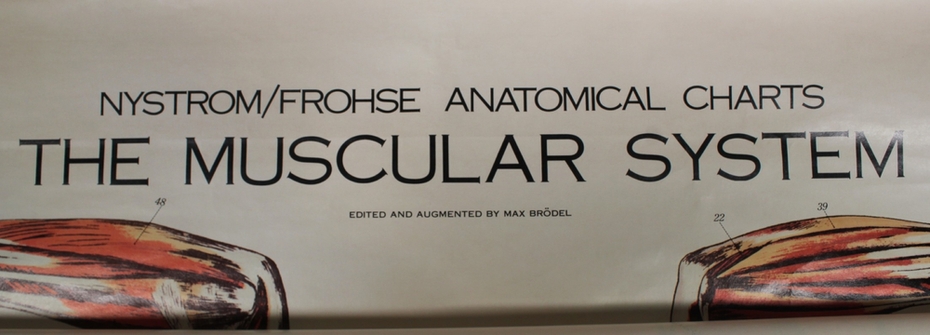 NYSTROM/FROHSE ANATOMICAL CHARTS
THE MUSCULAR SYSTEM
EDITED AND AUGMENTED BY MAX BRÖDEL
48
22
39